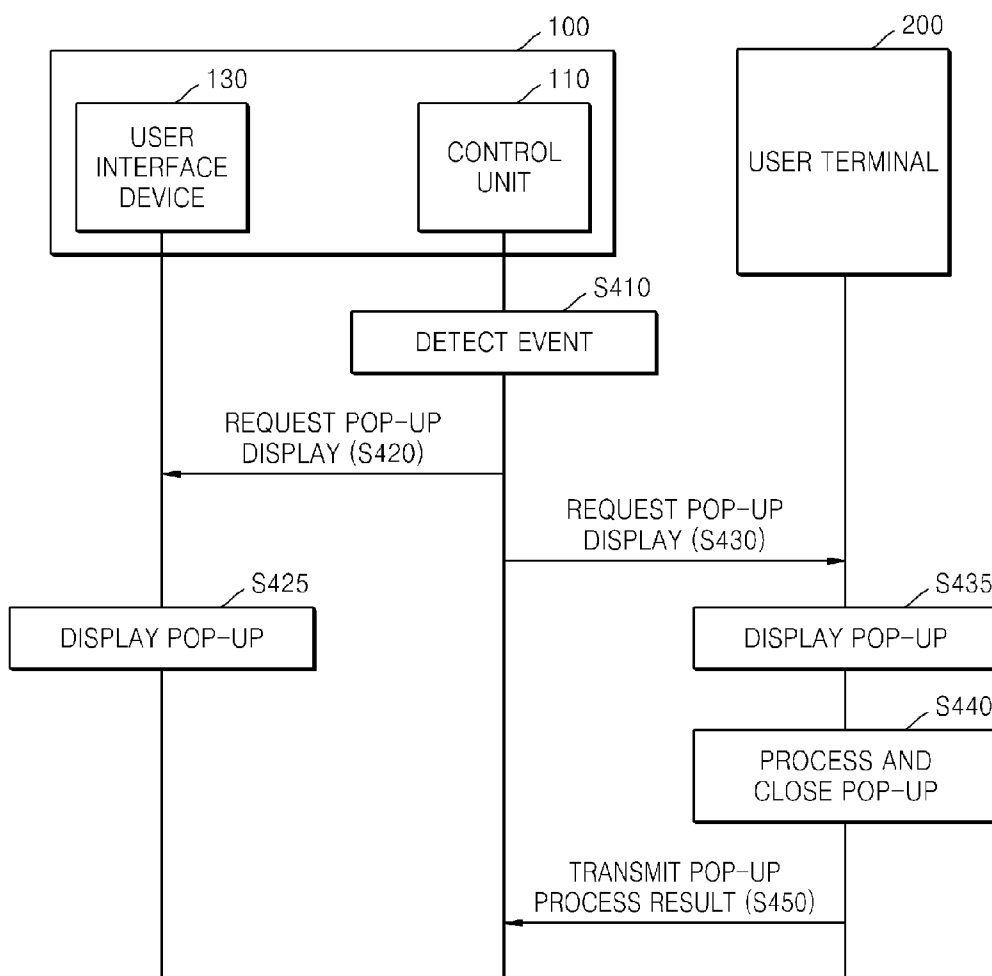 100
200
130
110
USER
INTERFACE
DEVICE
CONTROL
UNIT
USER TERMINAL
S410
DETECT EVENT
REQUEST POP-UP
DISPLAY (S420)
REQUEST POP-UP
DISPLAY (S430)
S425
DISPLAY POP-UP
S435
DISPLAY POP-UP
S440
PROCESS AND
CLOSE POP-UP
TRANSMIT POP-UP
PROCESS RESULT (S450)